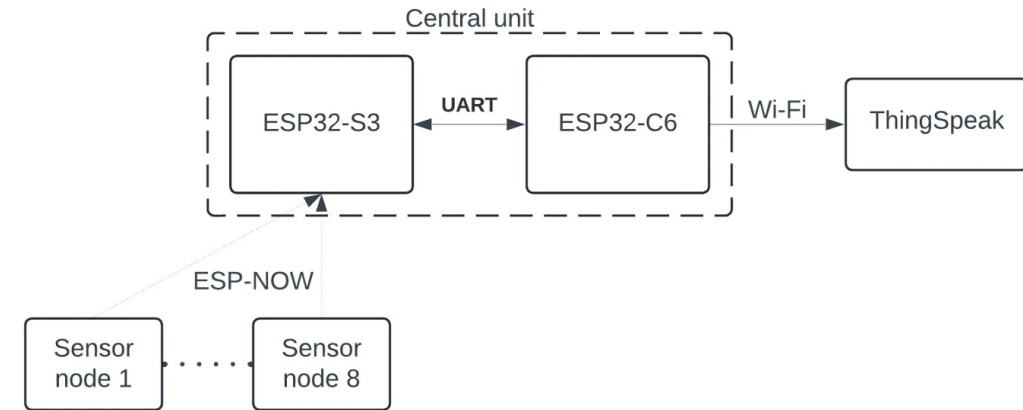 Central unit
ESP32-S3
UART
ESP32-C6
Wi-Fi
ThingSpeak
ESP-NOW
Sensor
node 1
Sensor
node 8